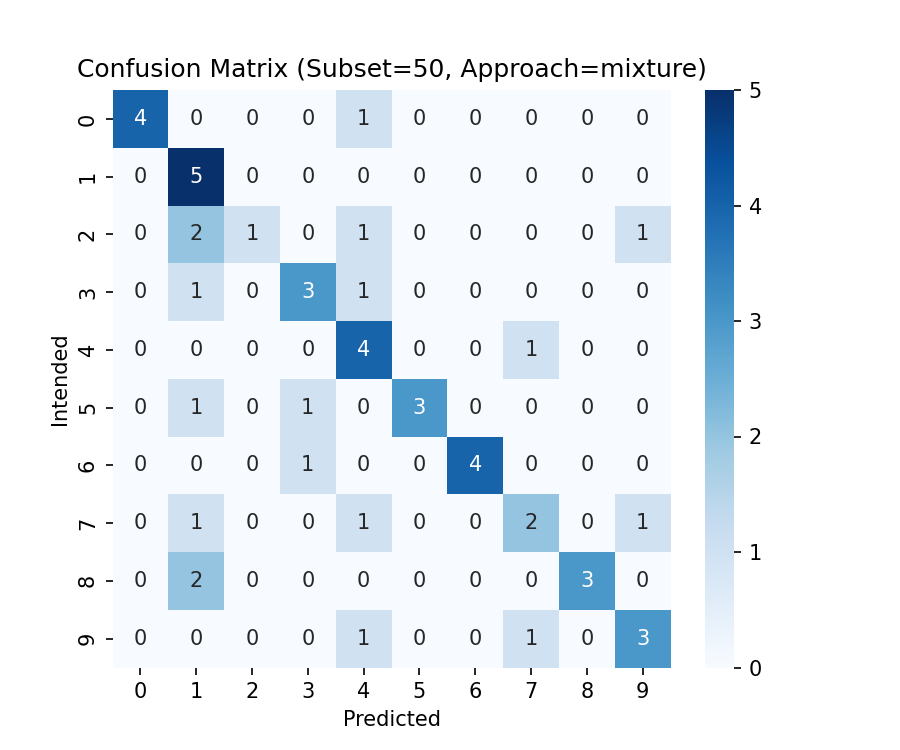 Confusion Matrix (Subset=50, Approach=mixture)
0 4 0 0 0 1 0 0 0 0 0
1 0 5 0 0 0 0 0 0 0 0
2 0 2 1 0 1 0 0 0 0 1
3 0 1 0 3 1 0 0 0 0 0
4 0 0 0 0 4 0 0 1 0 0
5 0 1 0 1 0 3 0 0 0 0
6 0 0 0 1 0 0 4 0 0 0
7 0 1 0 0 1 0 0 2 0 1
8 0 2 0 0 0 0 0 0 3 0
9 0 0 0 0 1 0 0 1 0 3
0 1 2 3 4 5 6 7 8 9
Predicted
Intended
5
4
3
2
1
0